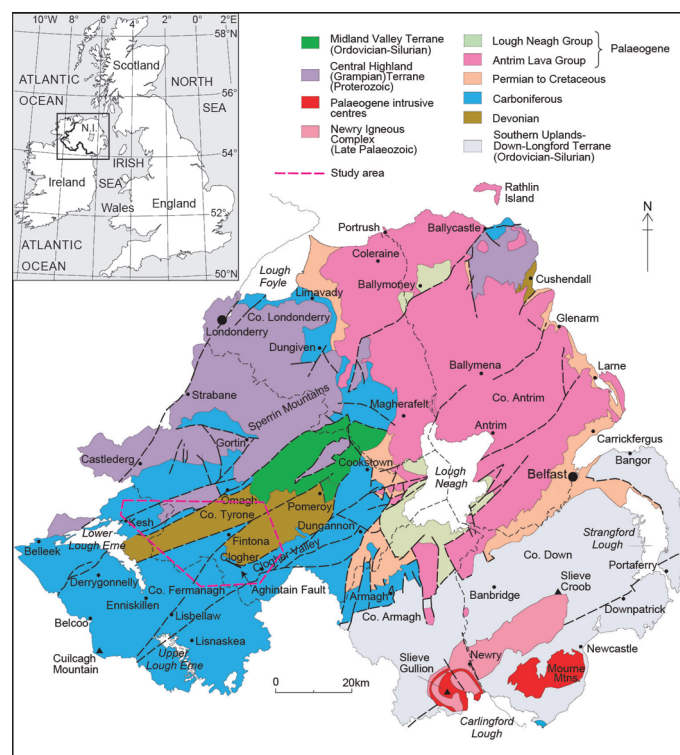 10°W 8° 6° 4° 2° 0° 2°E
58°
56°
54°
52°
50°N
Scotland
ATLANTIC
OCEAN
NORTH
SEA
N.I.
IRISH
SEA
Ireland
Wales
England
ATLANTIC
OCEAN
Midland Valley Terrane
(Ordovician-Silurian)
Central Highland
(Grampian)Terrane
(Proterozoic)
Palaeogene intrusive
centres
Newry Igneous
Complex
(Late Palaeozoic)
Study area
Lough Neagh Group
Antrim Lava Group
Palaeogene
Permian to Cretaceous
Carboniferous
Devonian
Southern Uplands-
Down-Longford Terrane
(Ordovician-Silurian)
Rathlin
Island
N
Portrush
Ballycastle
Coleraine
Lough
Foyle
Ballymoney
Cushendall
Limavady
Co. Londonderry
Londonderry
Glenarm
Dungiven
Ballymena
Larne
Strabane
Sperrin Mountains
Co. Antrim
Magherafelt
Gortin
Antrim
Carrickfergus
Castlederg
Cookstown
Bangor
Lough
Neagh
Belfast
Omagh
Kesh
Co. Tyrone
Pomeroy
Lower
Lough Erne
Fintona
Dungannon
Strangford
Lough
Belleek
Clogher
Clogher Valley
Co. Down
Portaferry
Derrygonnelly
Co. Fermanagh
Aghintain Fault
Armagh
Banbridge
Slieve
Croob
Enniskillen
Downpatrick
Belcoo
Lisbellaw
Co. Armagh
Lisnaskea
Newcastle
Cuilcagh
Mountain
Upper
Lough Erne
Slieve
Gullion
Newry
Mourne
Mtns.
0 20km
Carlingford
Lough